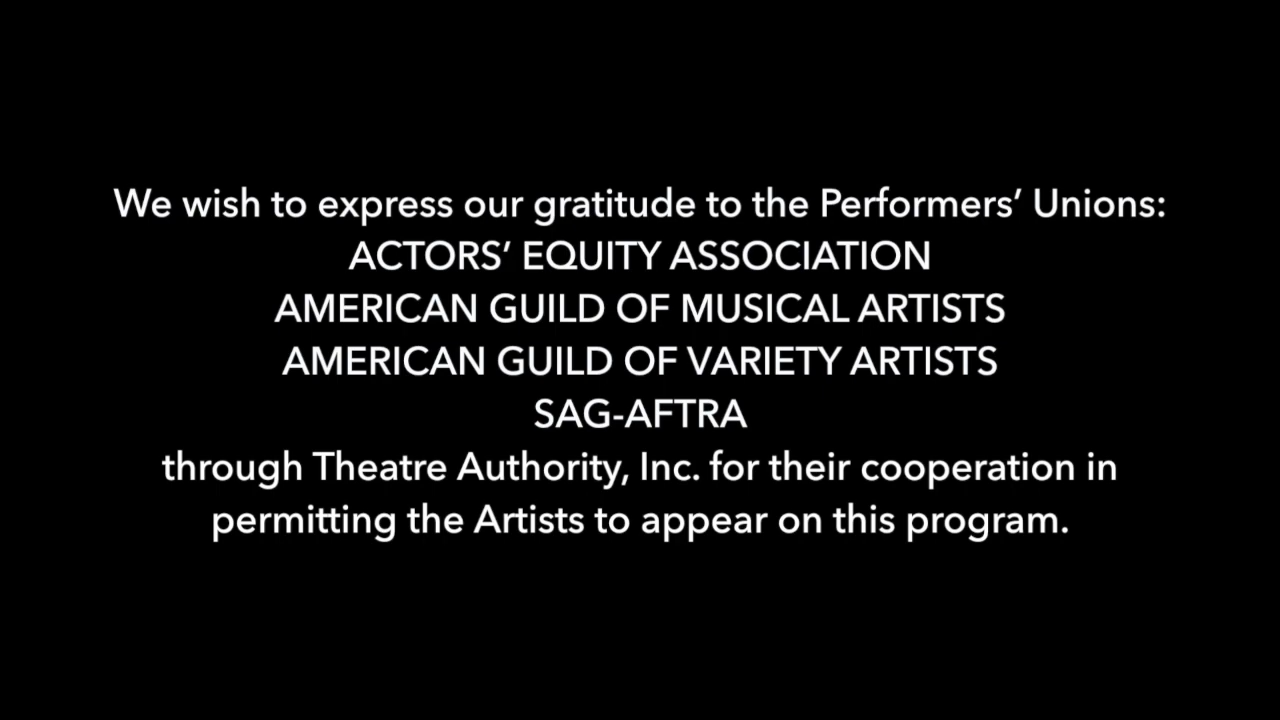 We wish to express our gratitude to the Performers’ Unions:
ACTORS’ EQUITY ASSOCIATION
AMERICAN GUILD OF MUSICAL ARTISTS
AMERICAN GUILD OF VARIETY ARTISTS
SAG-AFTRA
through Theatre Authority, Inc. for their cooperation in
permitting the Artists to appear on this program.